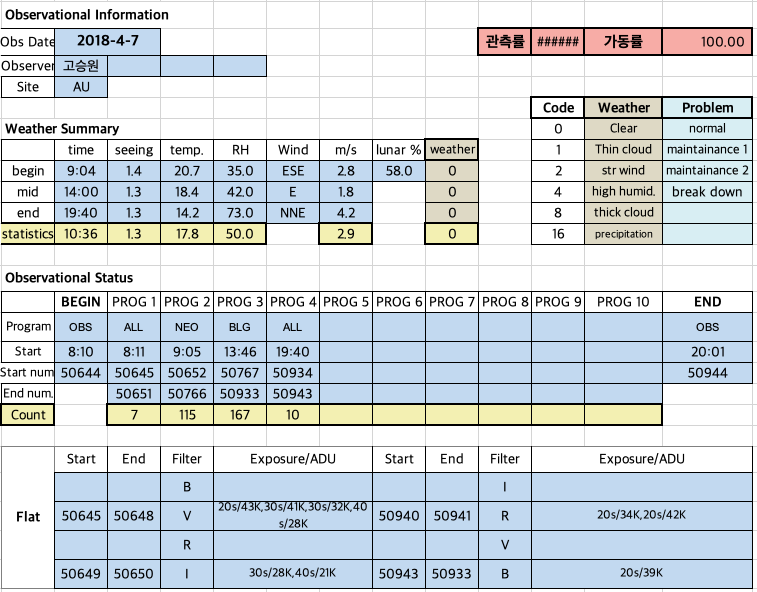 Observational Information
Obs Date 2018-4-7 관측률 ###### 가동률 100.00
Observer 고승원
Site AU
Code Weather Problem
0 Clear normal
1 Thin cloud maintainance 1
2 str wind maintainance 2
4 high humid. break down
8 thick cloud
16 precipitation
Weather Summary
time seeing temp. RH Wind m/s lunar % weather
begin 9:04 1.4 20.7 35.0 ESE 2.8 58.0 0
mid 14:00 1.3 18.4 42.0 E 1.8 0
end 19:40 1.3 14.2 73.0 NNE 4.2 0
statistics 10:36 1.3 17.8 50.0 2.9 0
Observational Status
BEGIN PROG 1 PROG 2 PROG 3 PROG 4 PROG 5 PROG 6 PROG 7 PROG 8 PROG 9 PROG 10 END
Program OBS ALL NEO BLG ALL OBS
Start 8:10 8:11 9:05 13:46 19:40 20:01
Start num 50644 50645 50652 50767 50934 50944
End num. 50651 50766 50933 50943
Count 7 115 167 10
Flat
Start End Filter Exposure/ADU Start End Filter Exposure/ADU
B I
50645 50648 V 20s/43K,30s/41K,30s/32K,40
s/28K 50940 50941 R 20s/34K,20s/42K
R V
50649 50650 I 30s/28K,40s/21K 50943 50933 B 20s/39K